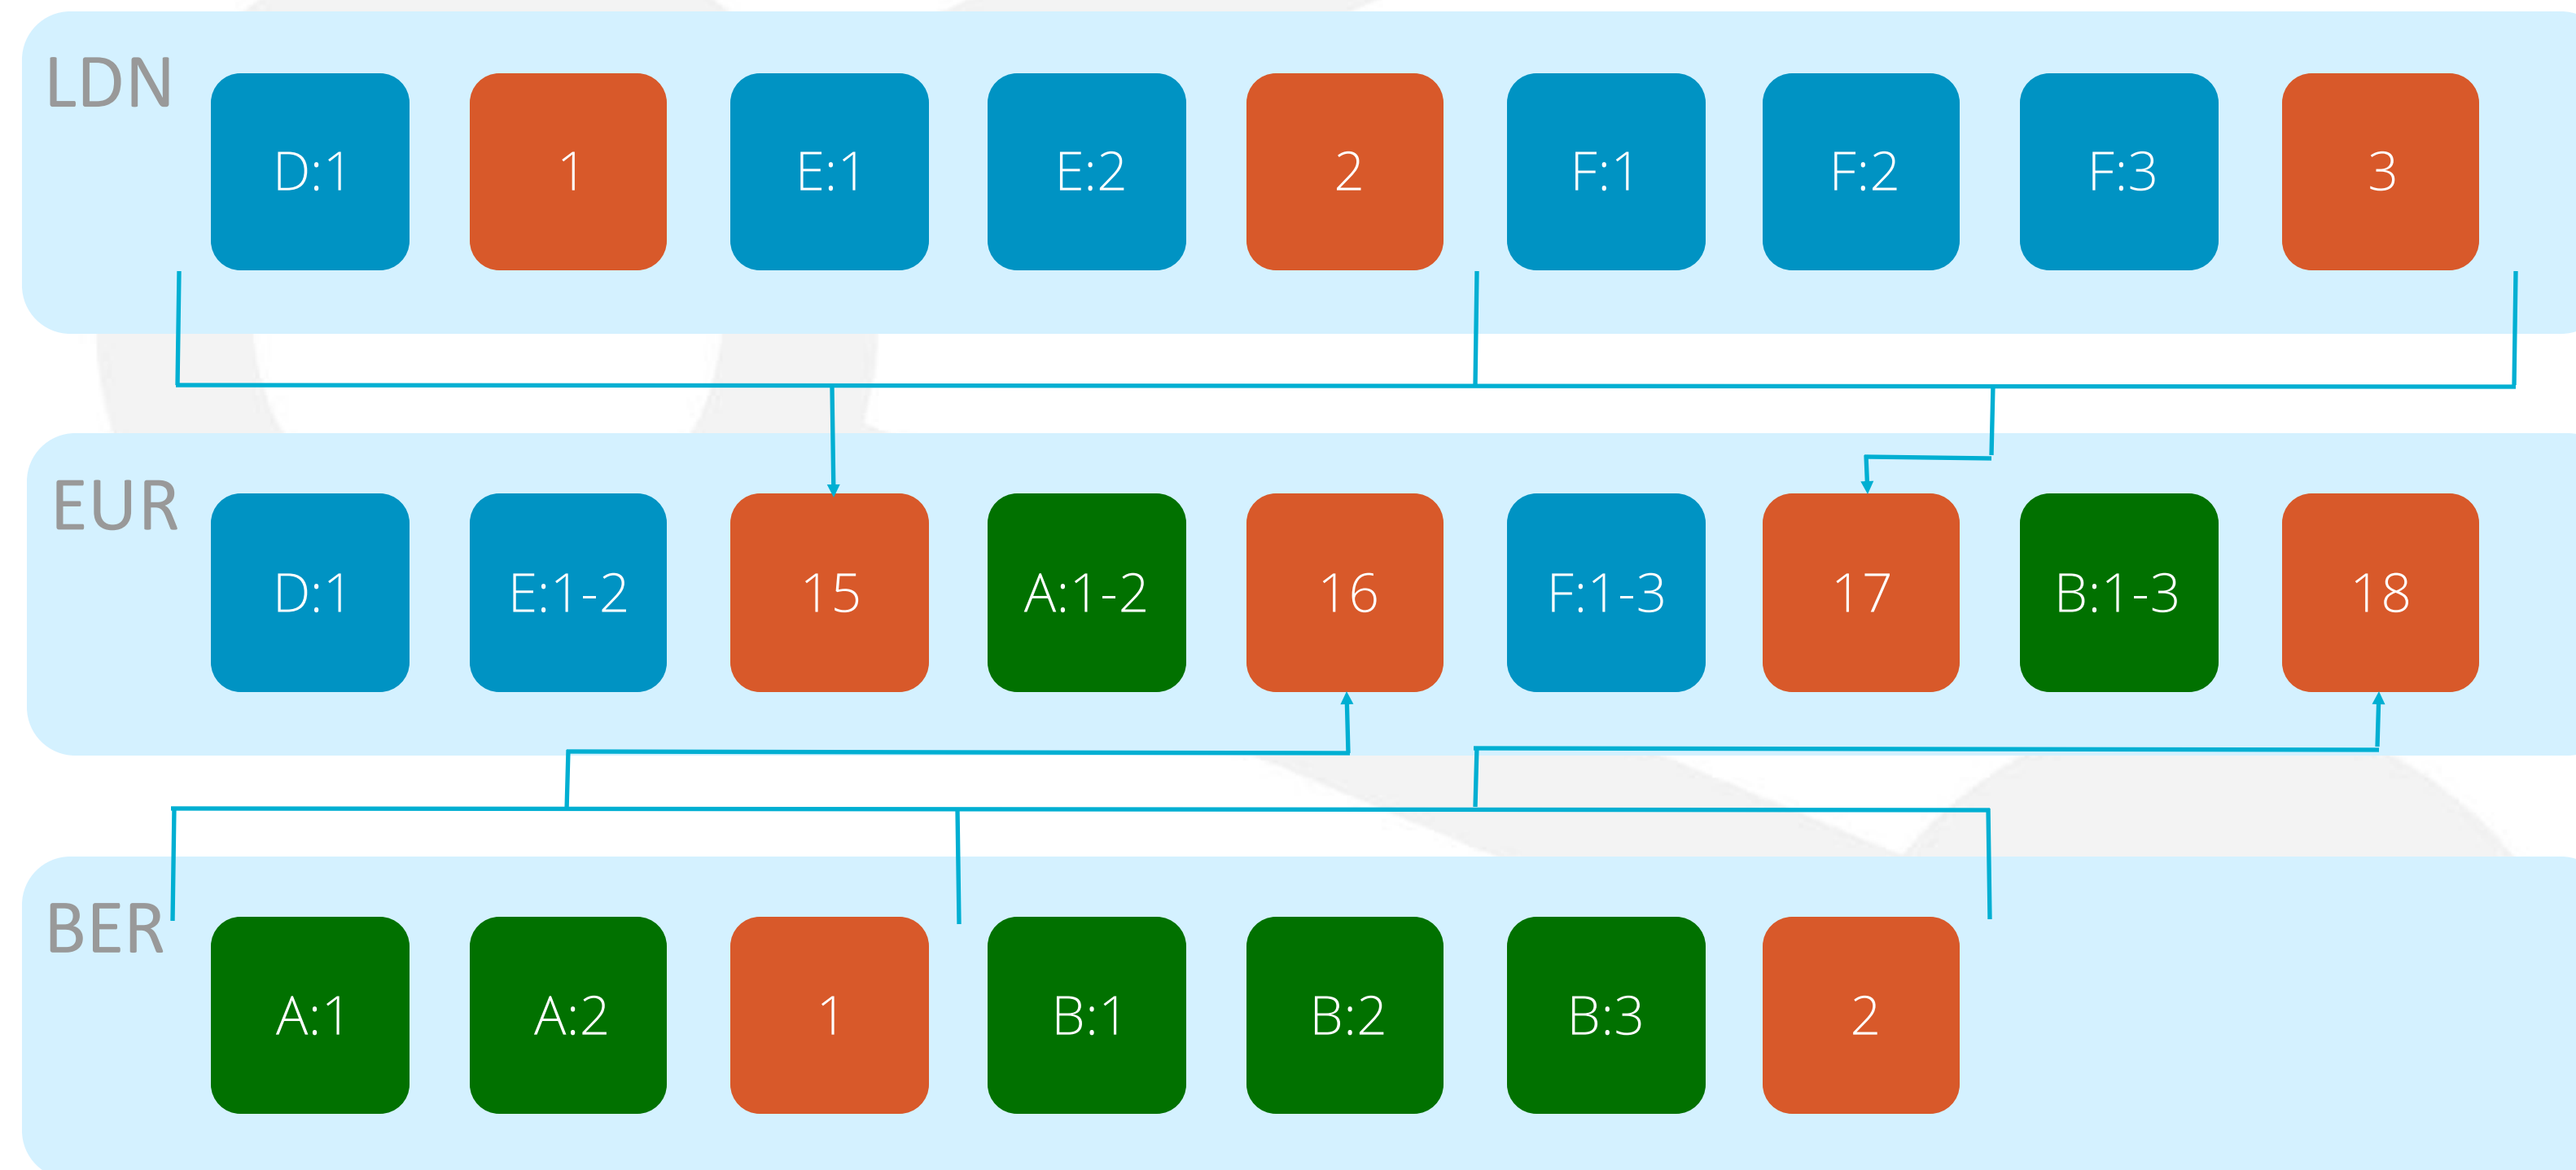 LDN
D:1 1 E:1 E:2 2 F:1 F:2 F:3 3
EUR
D:1 E:1-2 15 A:1-2 16 F:1-3 17 B:1-3 18
BER
A:1 A:2 1 B:1 B:2 B:3 2